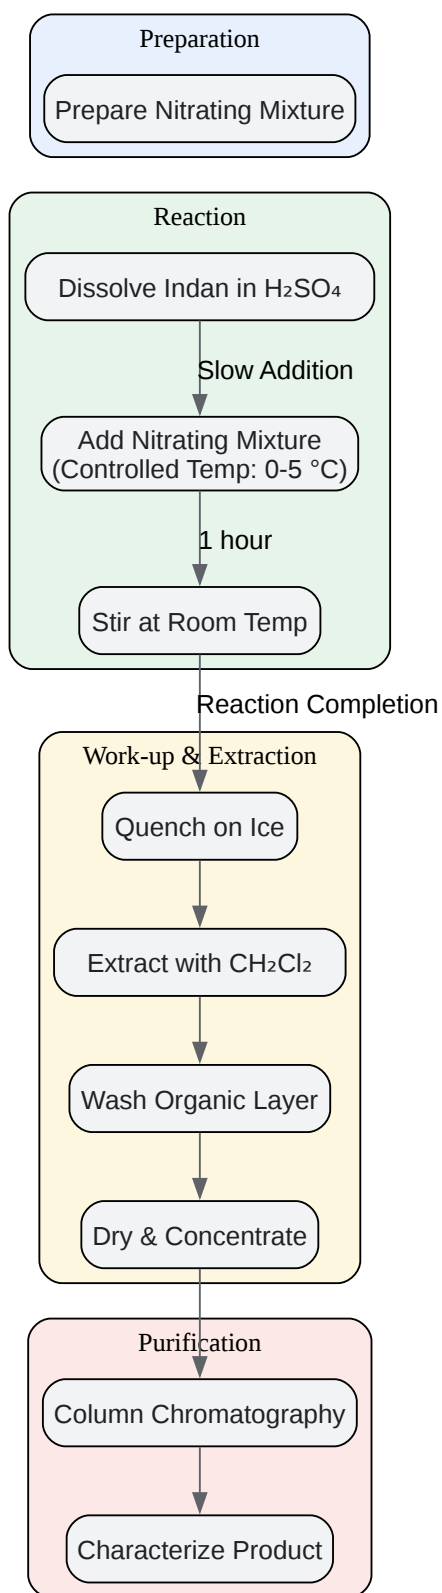 Preparation
Prepare Nitrating Mixture
Reaction
Dissolve Indan in H₂SO₄
Slow Addition
Add Nitrating Mixture
(Controlled Temp: 0-5 °C)
1 hour
Stir at Room Temp
Reaction Completion
Work-up & Extraction
Quench on Ice
Extract with CH₂Cl₂
Wash Organic Layer
Dry & Concentrate
Purification
Column Chromatography
Characterize Product